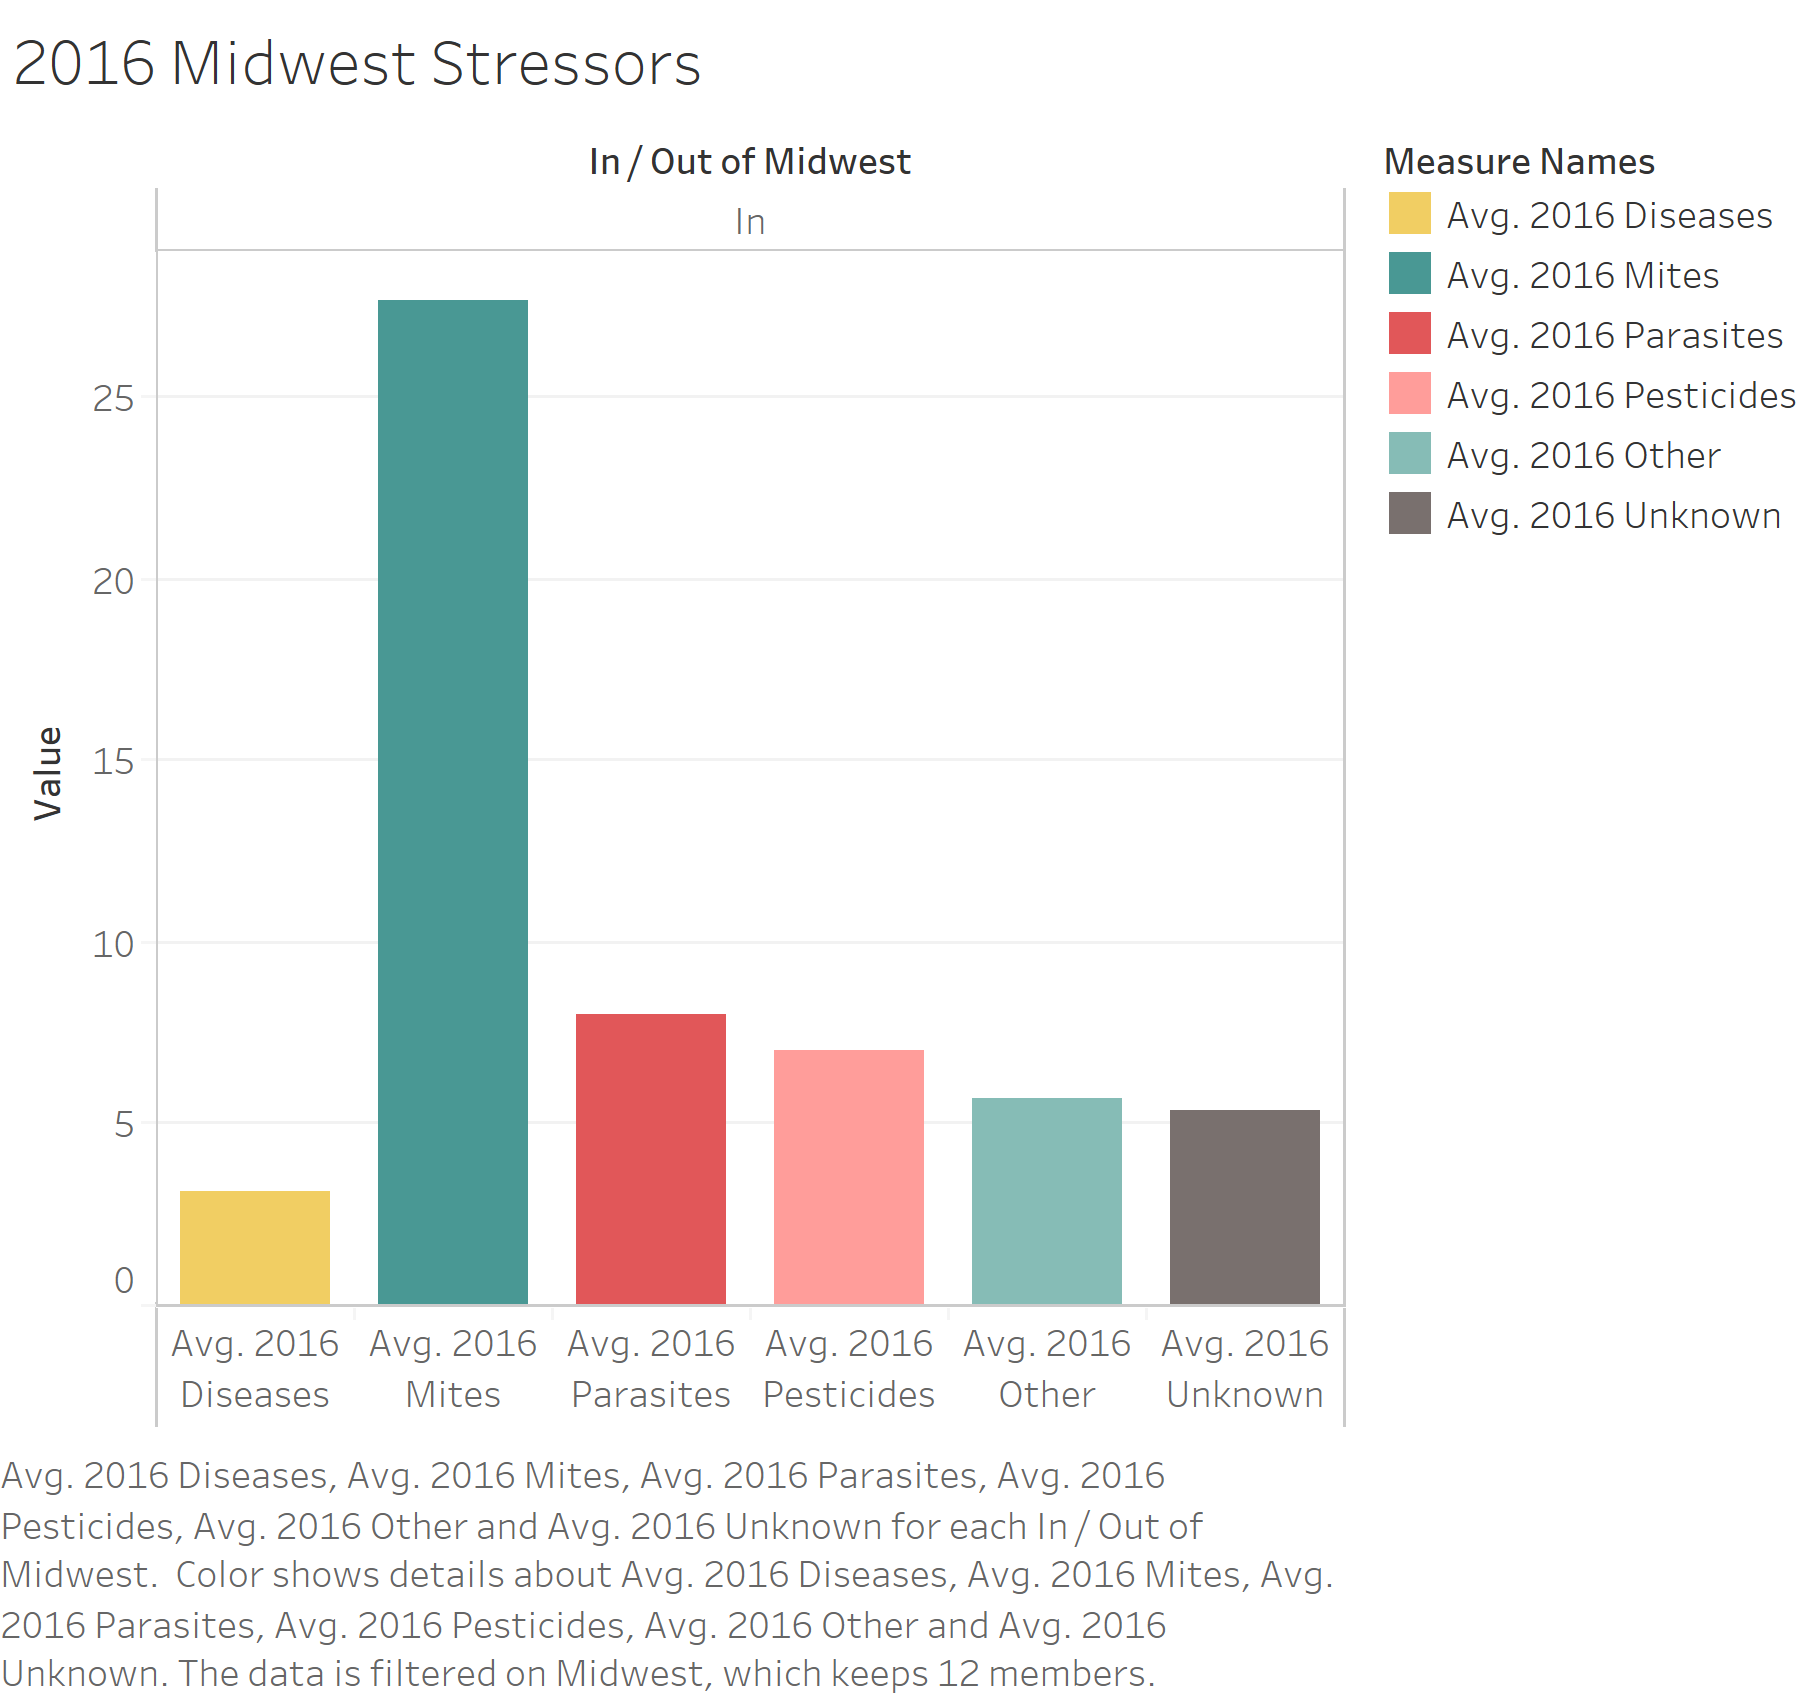 2016 Midwest Stressors
In / Out of Midwest
In
Measure Names
Avg. 2016 Diseases
Avg. 2016 Mites
Avg. 2016 Parasites
Avg. 2016 Pesticides
Avg. 2016 Other
Avg. 2016 Unknown
Value
25
20
15
10
5
0
Avg. 2016 Diseases
Avg. 2016 Mites
Avg. 2016 Parasites
Avg. 2016 Pesticides
Avg. 2016 Other
Avg. 2016 Unknown
Avg. 2016 Diseases, Avg. 2016 Mites, Avg. 2016 Parasites, Avg. 2016
Pesticides, Avg. 2016 Other and Avg. 2016 Unknown for each In / Out of
Midwest.  Color shows details about Avg. 2016 Diseases, Avg. 2016 Mites, Avg.
2016 Parasites, Avg. 2016 Pesticides, Avg. 2016 Other and Avg. 2016
Unknown. The data is filtered on Midwest, which keeps 12 members.